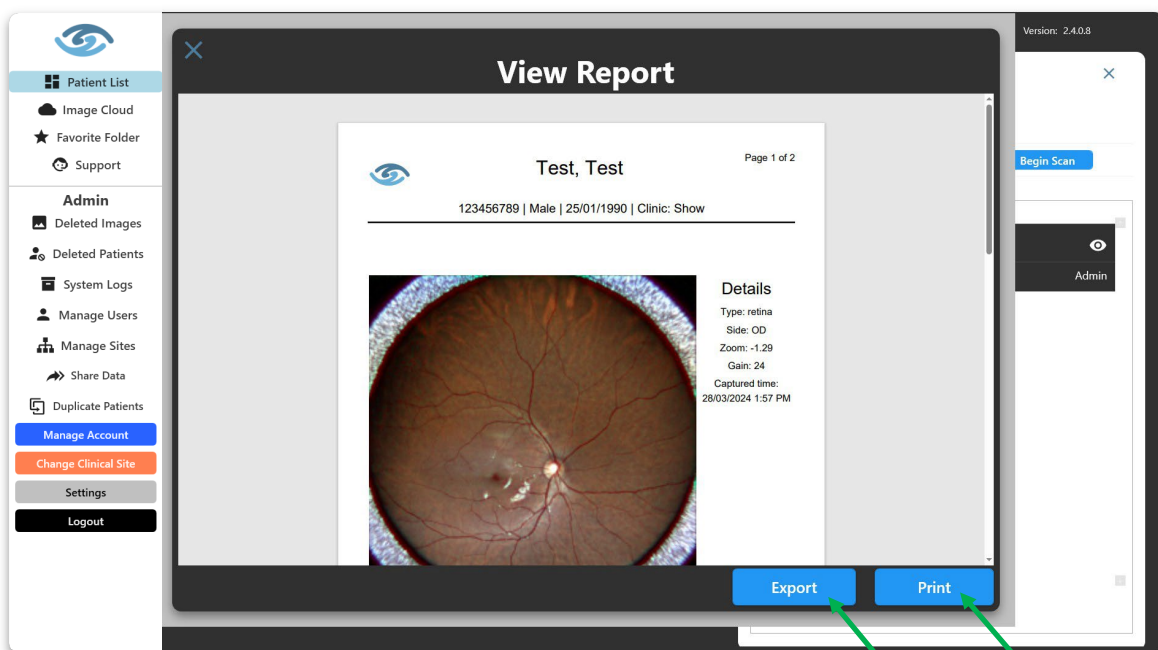 Version: 2.4.0.8
Patient List
Image Cloud
Favorite Folder
Support
Admin
Deleted Images
Deleted Patients
System Logs
Manage Users
Manage Sites
Share Data
Duplicate Patients
Manage Account
Change Clinical Site
Settings
Logout
View Report
Page 1 of 2
Test, Test
123456789 | Male | 25/01/1990 | Clinic: Show
Details
Type: retina
Side: OD
Zoom: -1.29
Gain: 24
Captured time:
28/03/2024 1:57 PM
Export
Print
Begin Scan
Admin